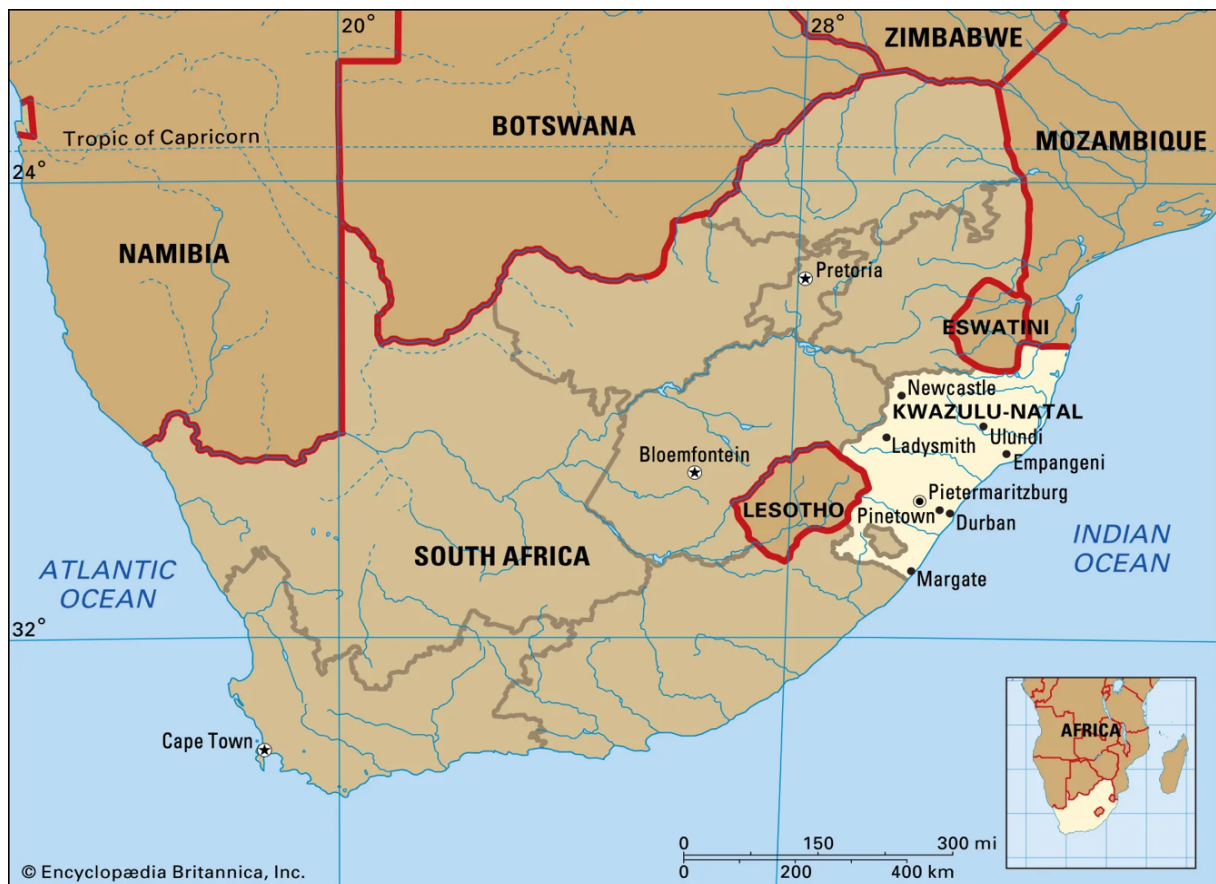 20°
28°
ZIMBABWE
BOTSWANA
MOZAMBIQUE
Tropic of Capricorn
24°
NAMIBIA
Pretoria
ESWATINI
Newcastle
KWAZULU-NATAL
Ulundi
Ladysmith
Empangeni
Bloemfontein
Pietermaritzburg
LESOTHO
Pinetown
Durban
INDIAN
OCEAN
SOUTH AFRICA
ATLANTIC
OCEAN
Margate
32°
AFRICA
Cape Town
0 150 300 mi
0 200 400 km
© Encyclopædia Britannica, Inc.